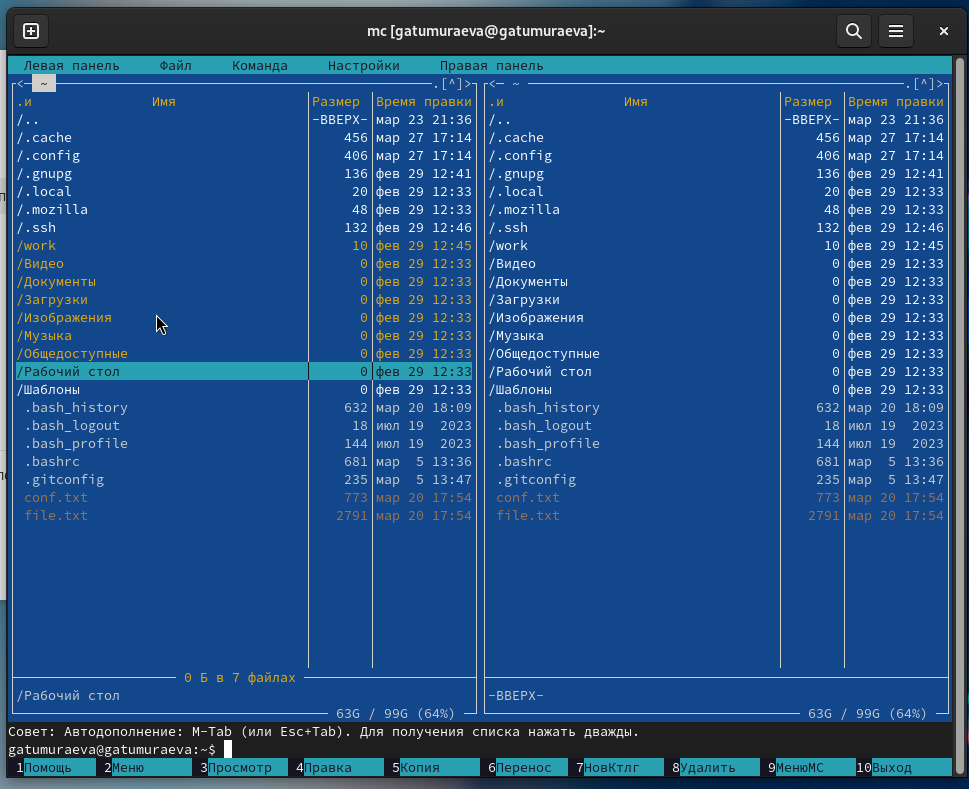 mc [gatumuraeva@gatumuraeva]:~
Левая панель Файл Команда Настройки Правая панель
<─ ~ .[^]> <─ ~ .[^]>
.и Имя Размер Время правки .и Имя Размер Время правки
/.. -ВВЕРХ- мар 23 21:36 /.. -ВВЕРХ- мар 23 21:36
/.cache 456 мар 27 17:14 /.cache 456 мар 27 17:14
/.config 406 мар 27 17:14 /.config 406 мар 27 17:14
/.gnupg 136 фев 29 12:41 /.gnupg 136 фев 29 12:41
/.local 20 фев 29 12:33 /.local 20 фев 29 12:33
/.mozilla 48 фев 29 12:33 /.mozilla 48 фев 29 12:33
/.ssh 132 фев 29 12:46 /.ssh 132 фев 29 12:46
/work 10 фев 29 12:45 /work 10 фев 29 12:45
/Видео 0 фев 29 12:33 /Видео 0 фев 29 12:33
/Документы 0 фев 29 12:33 /Документы 0 фев 29 12:33
/Загрузки 0 фев 29 12:33 /Загрузки 0 фев 29 12:33
/Изображения 0 фев 29 12:33 /Изображения 0 фев 29 12:33
/Музыка 0 фев 29 12:33 /Музыка 0 фев 29 12:33
/Общедоступные 0 фев 29 12:33 /Общедоступные 0 фев 29 12:33
/Рабочий стол 0 фев 29 12:33 /Рабочий стол 0 фев 29 12:33
/Шаблоны 0 фев 29 12:33 /Шаблоны 0 фев 29 12:33
.bash_history 632 мар 20 18:09 .bash_history 632 мар 20 18:09
.bash_logout 18 июл 19 2023 .bash_logout 18 июл 19 2023
.bash_profile 144 июл 19 2023 .bash_profile 144 июл 19 2023
.bashrc 681 мар 5 13:36 .bashrc 681 мар 5 13:36
.gitconfig 235 мар 5 13:47 .gitconfig 235 мар 5 13:47
conf.txt 773 мар 20 17:54 conf.txt 773 мар 20 17:54
file.txt 2791 мар 20 17:54 file.txt 2791 мар 20 17:54
0 Б в 7 файлах
/Рабочий стол -ВВЕРХ-
63G / 99G (64%) 63G / 99G (64%)
Совет: Автодополнение: M-Tab (или Esc+Tab). Для получения списка нажать дважды.
gatumuraeva@gatumuraeva:~$
1Помощь 2Меню 3Просмотр 4Правка 5Копия 6Перенос 7НовКтлг 8Удалить 9МенюМС 10Выход